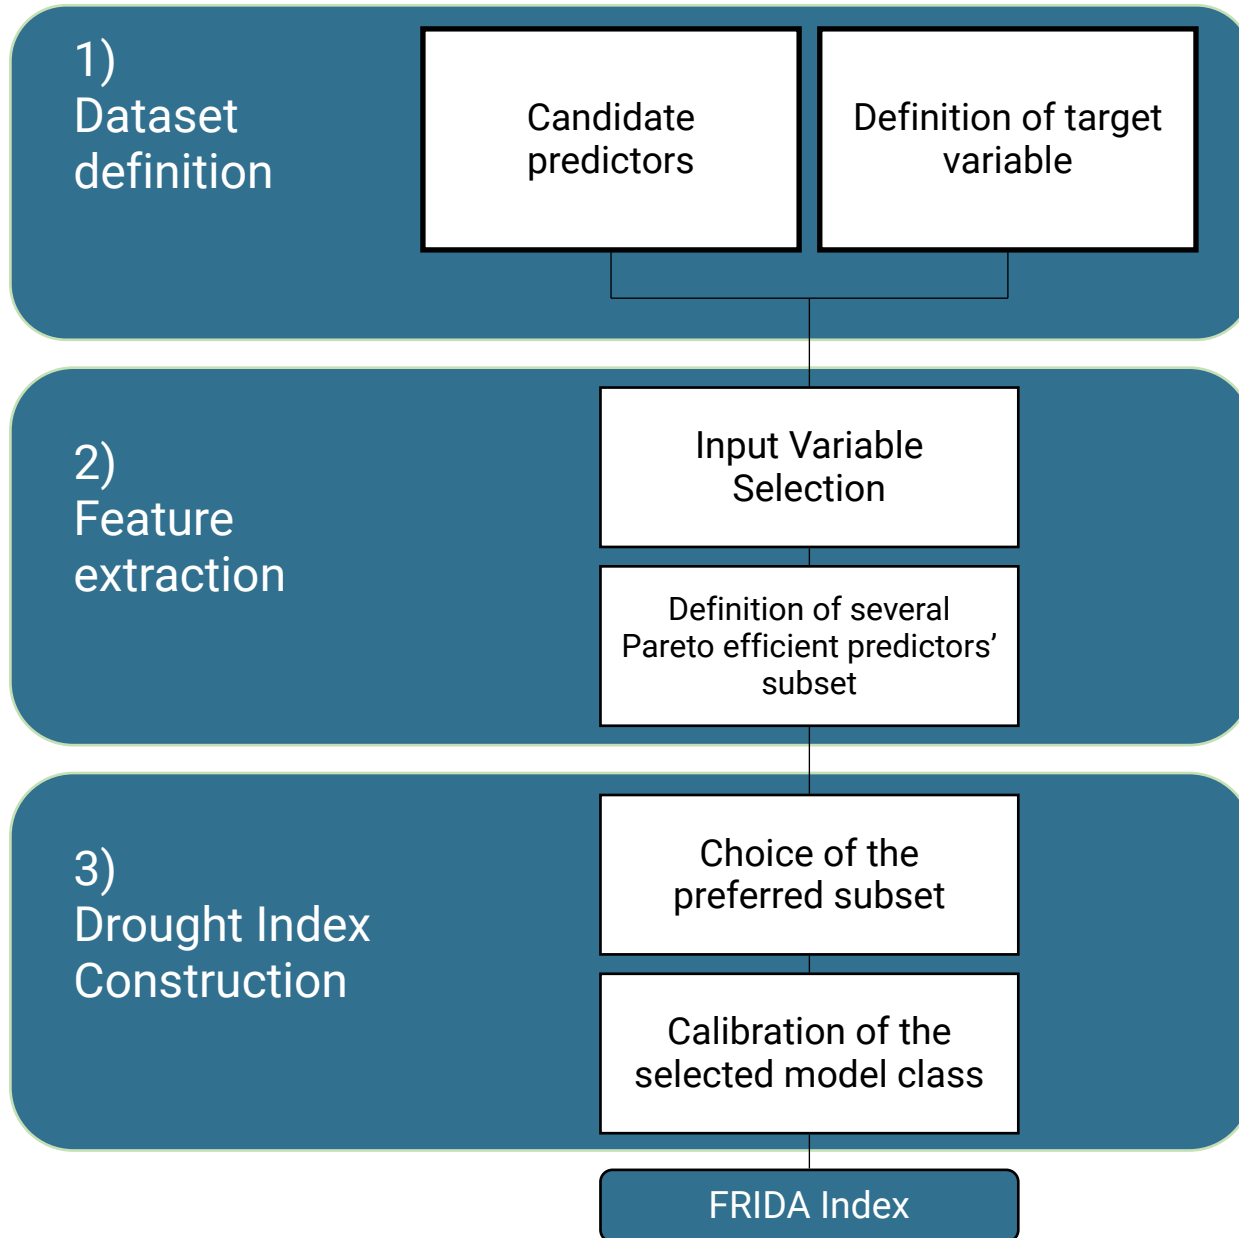 1)
Dataset
definition
Candidate
predictors
Definition of target
variable
2)
Feature
extraction
Input Variable
Selection
Definition of several
Pareto efficient predictors’
subset
3)
Drought Index
Construction
Choice of the
preferred subset
Calibration of the
selected model class
FRIDA Index